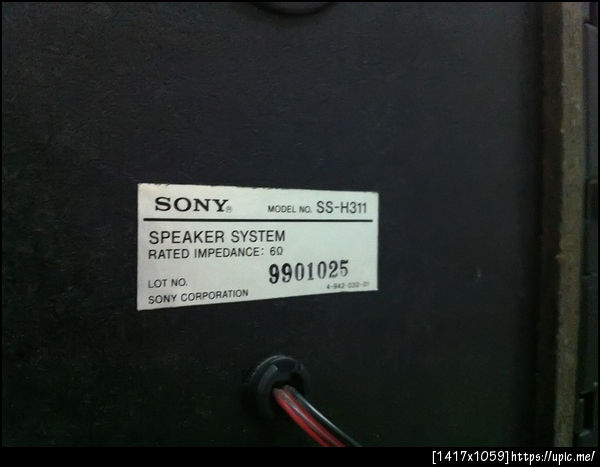 SONY® MODEL NO. SS-H311
SPEAKER SYSTEM
RATED IMPEDANCE: 6Ω
LOT NO. 9901025
SONY CORPORATION 4-942-032-01
[1417x1059]https://upic.me/